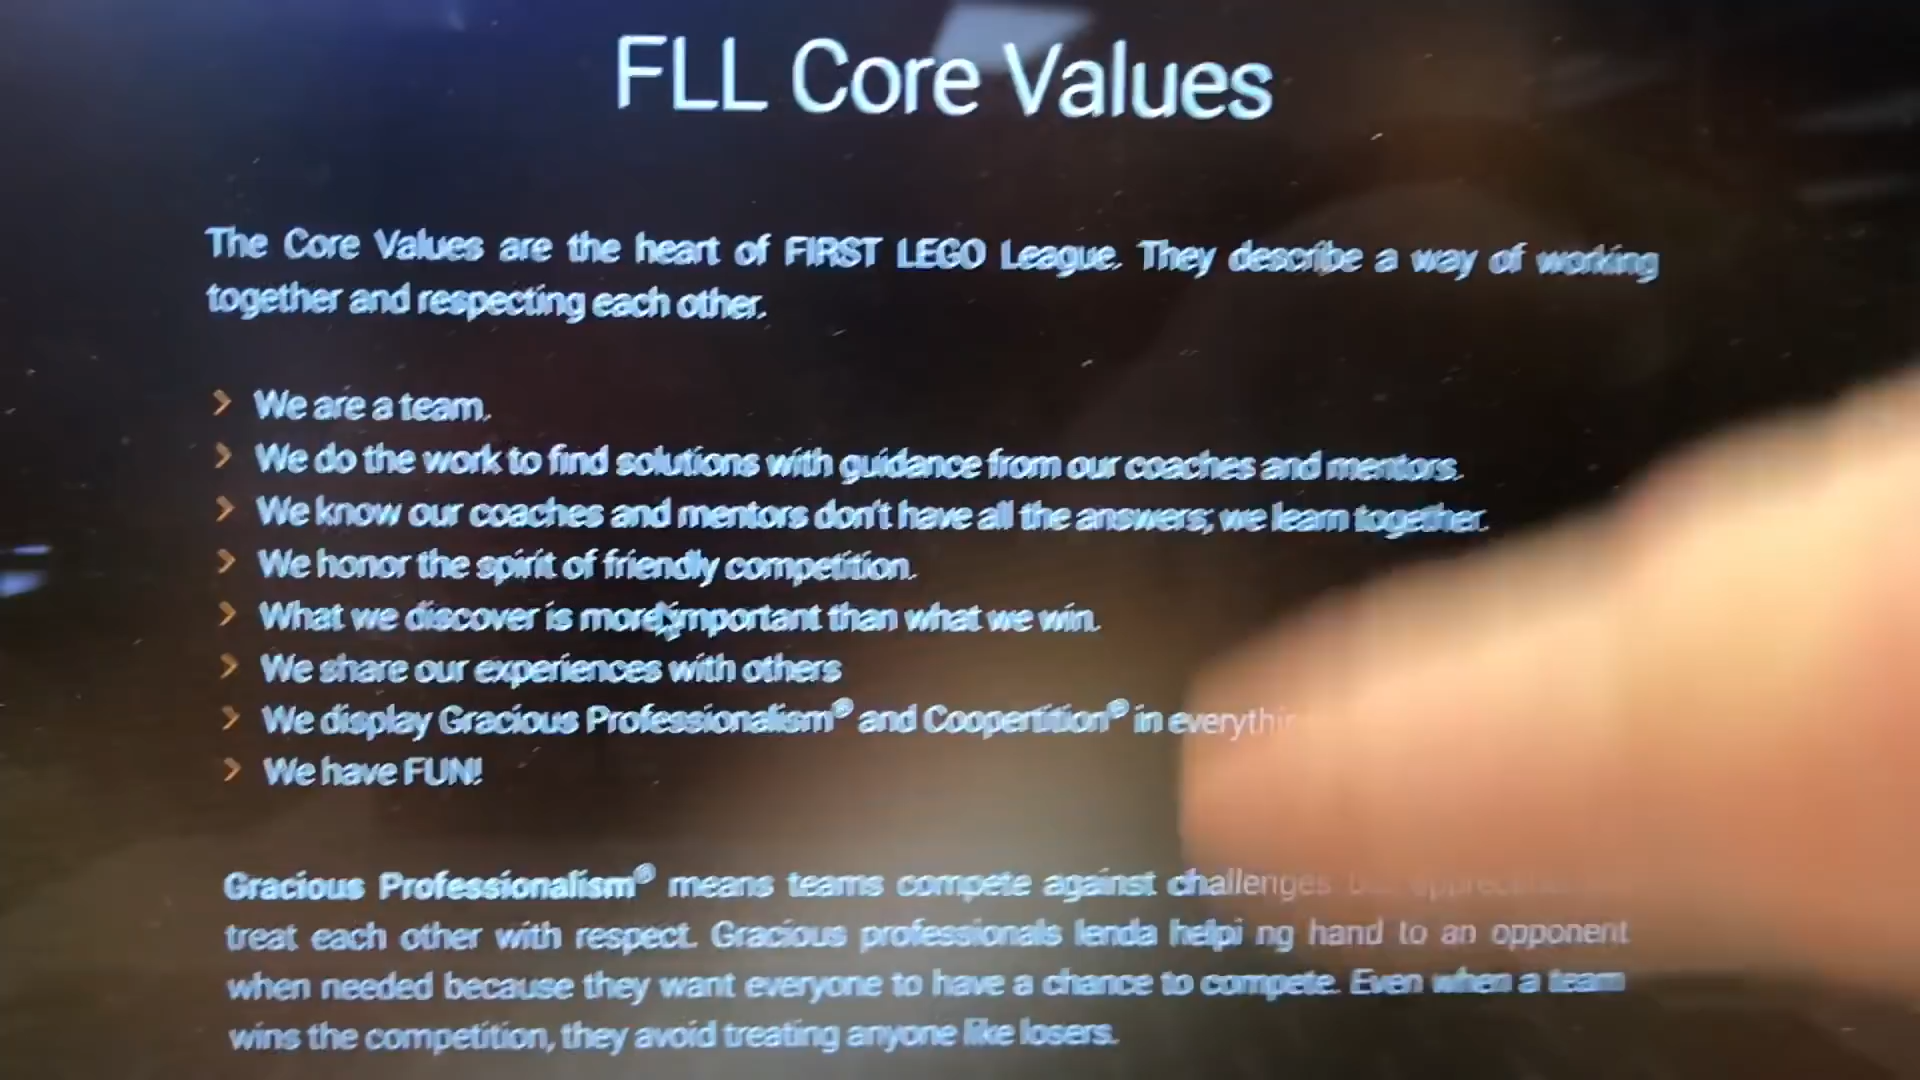 FLL Core Values
The Core Values are the heart of FIRST LEGO League. They describe a way of working
together and respecting each other.
We are a team.
We do the work to find solutions with guidance from our coaches and mentors.
We know our coaches and mentors don't have all the answers; we learn together.
We honor the spirit of friendly competition.
What we discover is more important than what we win.
We share our experiences with others
We display Gracious Professionalism® and Coopertition® in
We have FUN!
Gracious Professionalism® means teams compete against challenges
treat each other with respect. Gracious professionals lenda helpi ng hand to an opponent
when needed because they want everyone to have a chance to compete. Even when a team
wins the competition, they avoid treating anyone like losers.